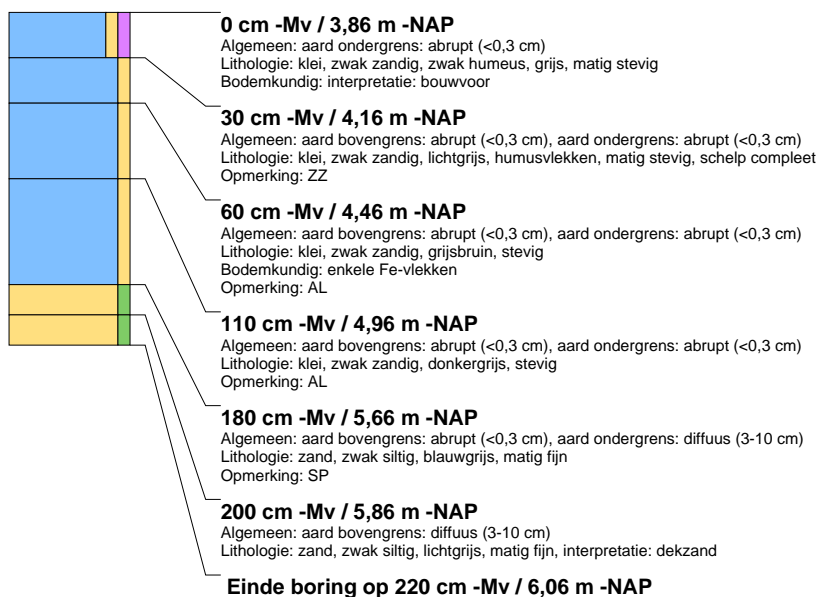 0 cm -Mv / 3,86 m -NAP
Algemeen: aard ondergrens: abrupt (<0,3 cm)
Lithologie: klei, zwak zandig, zwak humeus, grijs, matig stevig
Bodemkundig: interpretatie: bouwvoor
30 cm -Mv / 4,16 m -NAP
Algemeen: aard bovengrens: abrupt (<0,3 cm), aard ondergrens: abrupt (<0,3 cm)
Lithologie: klei, zwak zandig, lichtgrijs, humusvlekken, matig stevig, schelp compleet
Opmerking: ZZ
60 cm -Mv / 4,46 m -NAP
Algemeen: aard bovengrens: abrupt (<0,3 cm), aard ondergrens: abrupt (<0,3 cm)
Lithologie: klei, zwak zandig, grijsbruin, stevig
Bodemkundig: enkele Fe-vlekken
Opmerking: AL
110 cm -Mv / 4,96 m -NAP
Algemeen: aard bovengrens: abrupt (<0,3 cm), aard ondergrens: abrupt (<0,3 cm)
Lithologie: klei, zwak zandig, donkergrijs, stevig
Opmerking: AL
180 cm -Mv / 5,66 m -NAP
Algemeen: aard bovengrens: abrupt (<0,3 cm), aard ondergrens: diffuus (3-10 cm)
Lithologie: zand, zwak siltig, blauwgrijs, matig fijn
Opmerking: SP
200 cm -Mv / 5,86 m -NAP
Algemeen: aard bovengrens: diffuus (3-10 cm)
Lithologie: zand, zwak siltig, lichtgrijs, matig fijn, interpretatie: dekzand
Einde boring op 220 cm -Mv / 6,06 m -NAP